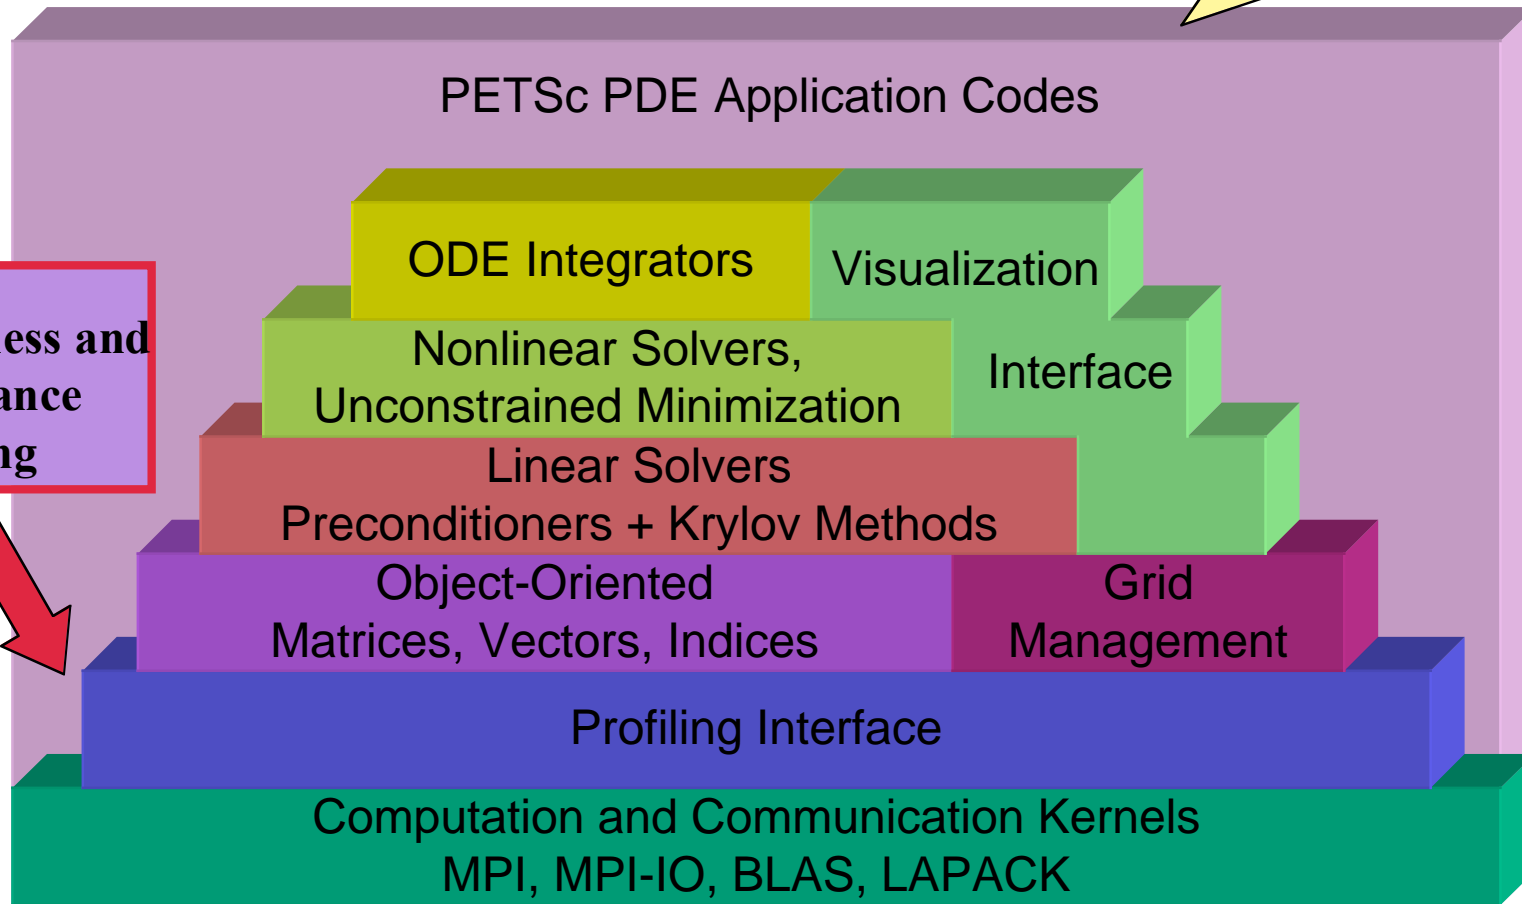 PETSc PDE Application Codes
ODE Integrators
Visualization
and
Nonlinear Solvers,
Unconstrained Minimization
Interface
Linear Solvers
Preconditioners + Krylov Methods
Object-Oriented
Matrices, Vectors, Indices
Grid
Management
Profiling Interface
Computation and Communication Kernels
MPI, MPI-IO, BLAS, LAPACK